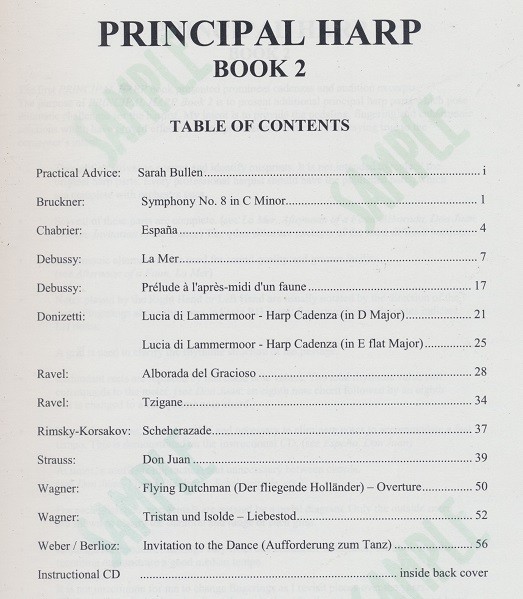 PRINCIPAL HARP
BOOK 2
TABLE OF CONTENTS
Practical Advice: Sarah Bullen.......... i
Bruckner: Symphony No. 8 in C Minor.......... 1
Chabrier: España.......... 4
Debussy: La Mer.......... 7
Debussy: Prélude à l'après-midi d'un faune.......... 17
Donizetti: Lucia di Lammermoor - Harp Cadenza (in D Major).......... 21
Lucia di Lammermoor - Harp Cadenza (in E flat Major).......... 25
Ravel: Alborada del Gracioso.......... 28
Ravel: Tzigane.......... 34
Rimsky-Korsakov: Scheherazade.......... 37
Strauss: Don Juan.......... 39
Wagner: Flying Dutchman (Der fliegende Holländer) – Overture.......... 50
Wagner: Tristan und Isolde – Liebestod.......... 52
Weber / Berlioz: Invitation to the Dance (Aufforderung zum Tanz).......... 56
Instructional CD .......... inside back cover
SAMPLE
SAMPLE
SAMPLE
SAMPLE